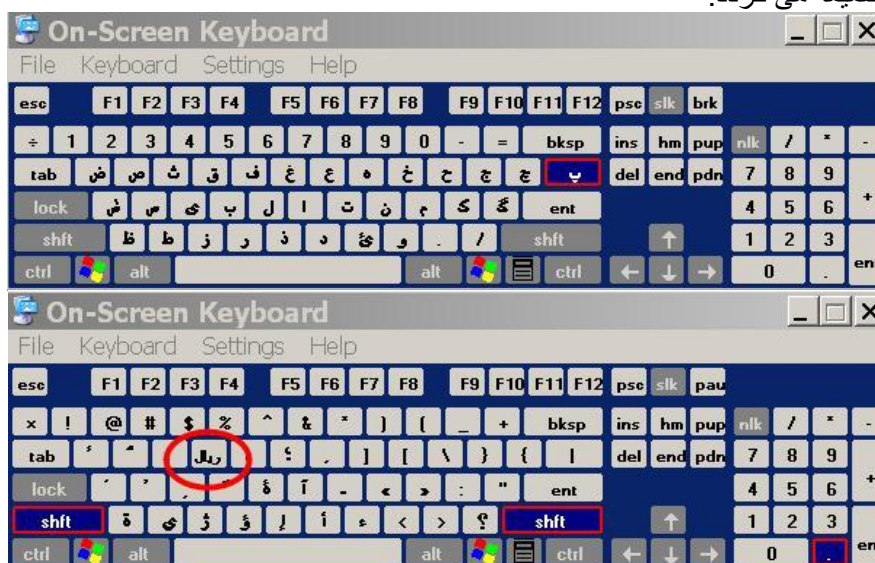 On-Screen Keyboard
File Keyboard Settings Help
esc F1 F2 F3 F4 F5 F6 F7 F8 F9 F10 F11 F12 psc slk brk
÷ 1 2 3 4 5 6 7 8 9 0 - = bksp ins hm pup nlk / * -
tab ض ص ث ق ف غ ع ه خ ح ج چ پ del end pdn 7 8 9
lock ش س ی ب ل ا ت ن م ک گ ent 4 5 6 +
shft ظ ط ز ر ذ د ئ و . / shft ↑ 1 2 3
ctrl alt alt ctrl ← ↓ → 0 . en
On-Screen Keyboard
File Keyboard Settings Help
esc F1 F2 F3 F4 F5 F6 F7 F8 F9 F10 F11 F12 psc slk pau
× ! @ # $ % ^ & * ) ( _ + bksp ins hm pup nlk / * -
tab ریال ] [ \ } { | del end pdn 7 8 9
lock آ ـ « » : " ent 4 5 6 +
shft ة ي ژ ؤ إ أ ء < > ؟ shft ↑ 1 2 3
ctrl alt alt ctrl ← ↓ → 0 . en